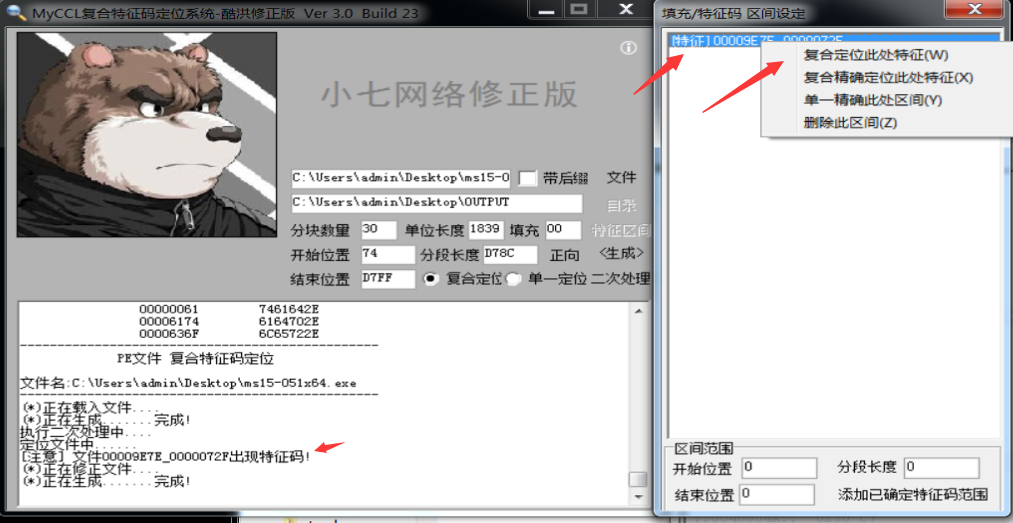 MyCCL复合特征码定位系统-酷洪修正版 Ver 3.0 Build 23
小七网络修正版
C:\Users\admin\Desktop\ms15-0
带后缀
文件
C:\Users\admin\Desktop\OUTPUT
目录
分块数量 30 单位长度 1839 填充 00 特征区间
开始位置 74 分段长度 D78C 正向 <生成>
结束位置 D7FF 复合定位 单一定位 二次处理
00000061 7461642E
00006174 6164702E
0000636F 6C65722E
PE文件 复合特征码定位
文件名:C:\Users\admin\Desktop\ms15-051x64.exe
(*)正在载入文件....
(*)正在生成.......完成!
执行二次处理中....
定位文件中......
[注意] 文件00009E7E_0000072F出现特征码!
(*)正在修正文件....
(*)正在生成.......完成!
填充/特征码 区间设定
[特征] 00009E7E_0000072F
复合定位此处特征(W)
复合精确定位此处特征(X)
单一精确此处区间(Y)
删除此区间(Z)
区间范围
开始位置 0 分段长度 0
结束位置 0 添加已确定特征码范围